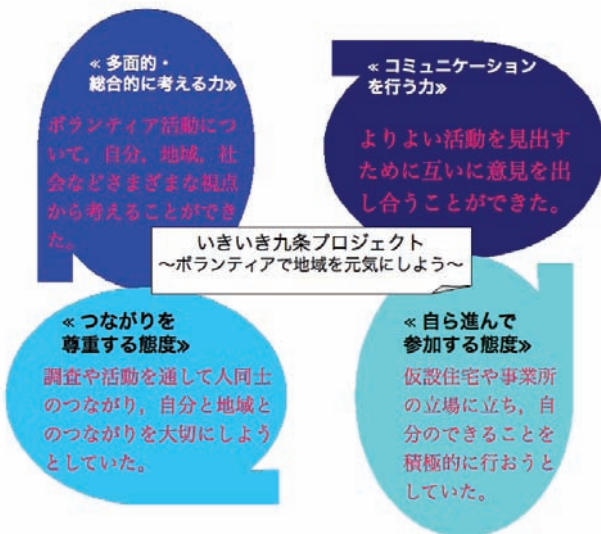 ≪多面的・
総合的に考える力≫
ボランティア活動につ
いて，自分，地域，社
会などさまざまな視点
から考えることができ
た。
≪コミュニケーション
を行う力≫
よりよい活動を見出す
ために互いに意見を出
し合うことができた。
いきいき九条プロジェクト
～ボランティアで地域を元気にしよう～
≪つながりを
尊重する態度≫
調査や活動を通して人同士
のつながり，自分と地域と
のつながりを大切にしよう
としていた。
≪自ら進んで
参加する態度≫
仮設住宅や事業所
の立場に立ち，自
分のできることを
積極的に行おうと
していた。